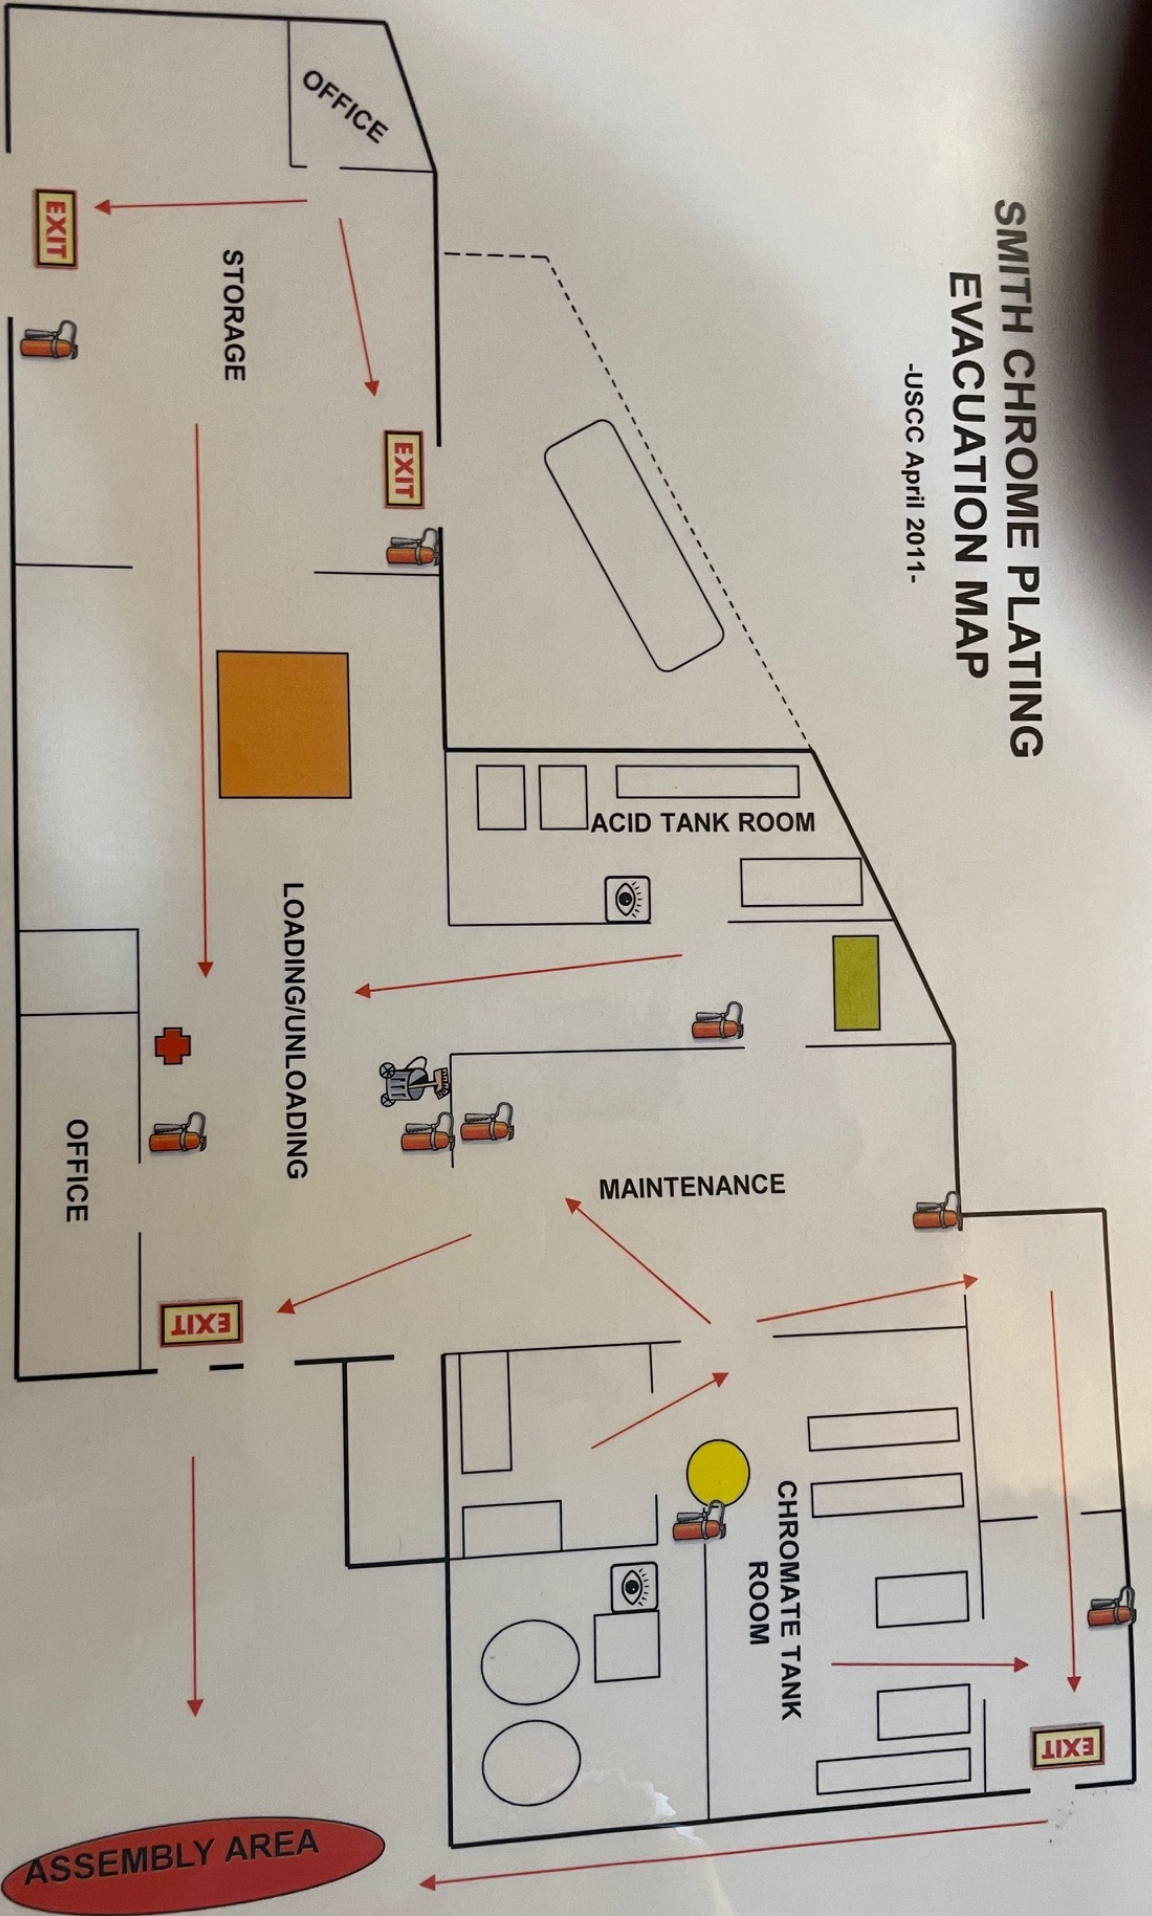 SMITH CHROME PLATING
EVACUATION MAP
-USCC April 2011-
OFFICE
EXIT
STORAGE
EXIT
ACID TANK ROOM
LOADING/UNLOADING
MAINTENANCE
OFFICE
EXIT
CHROMATE TANK
ROOM
EXIT
ASSEMBLY AREA